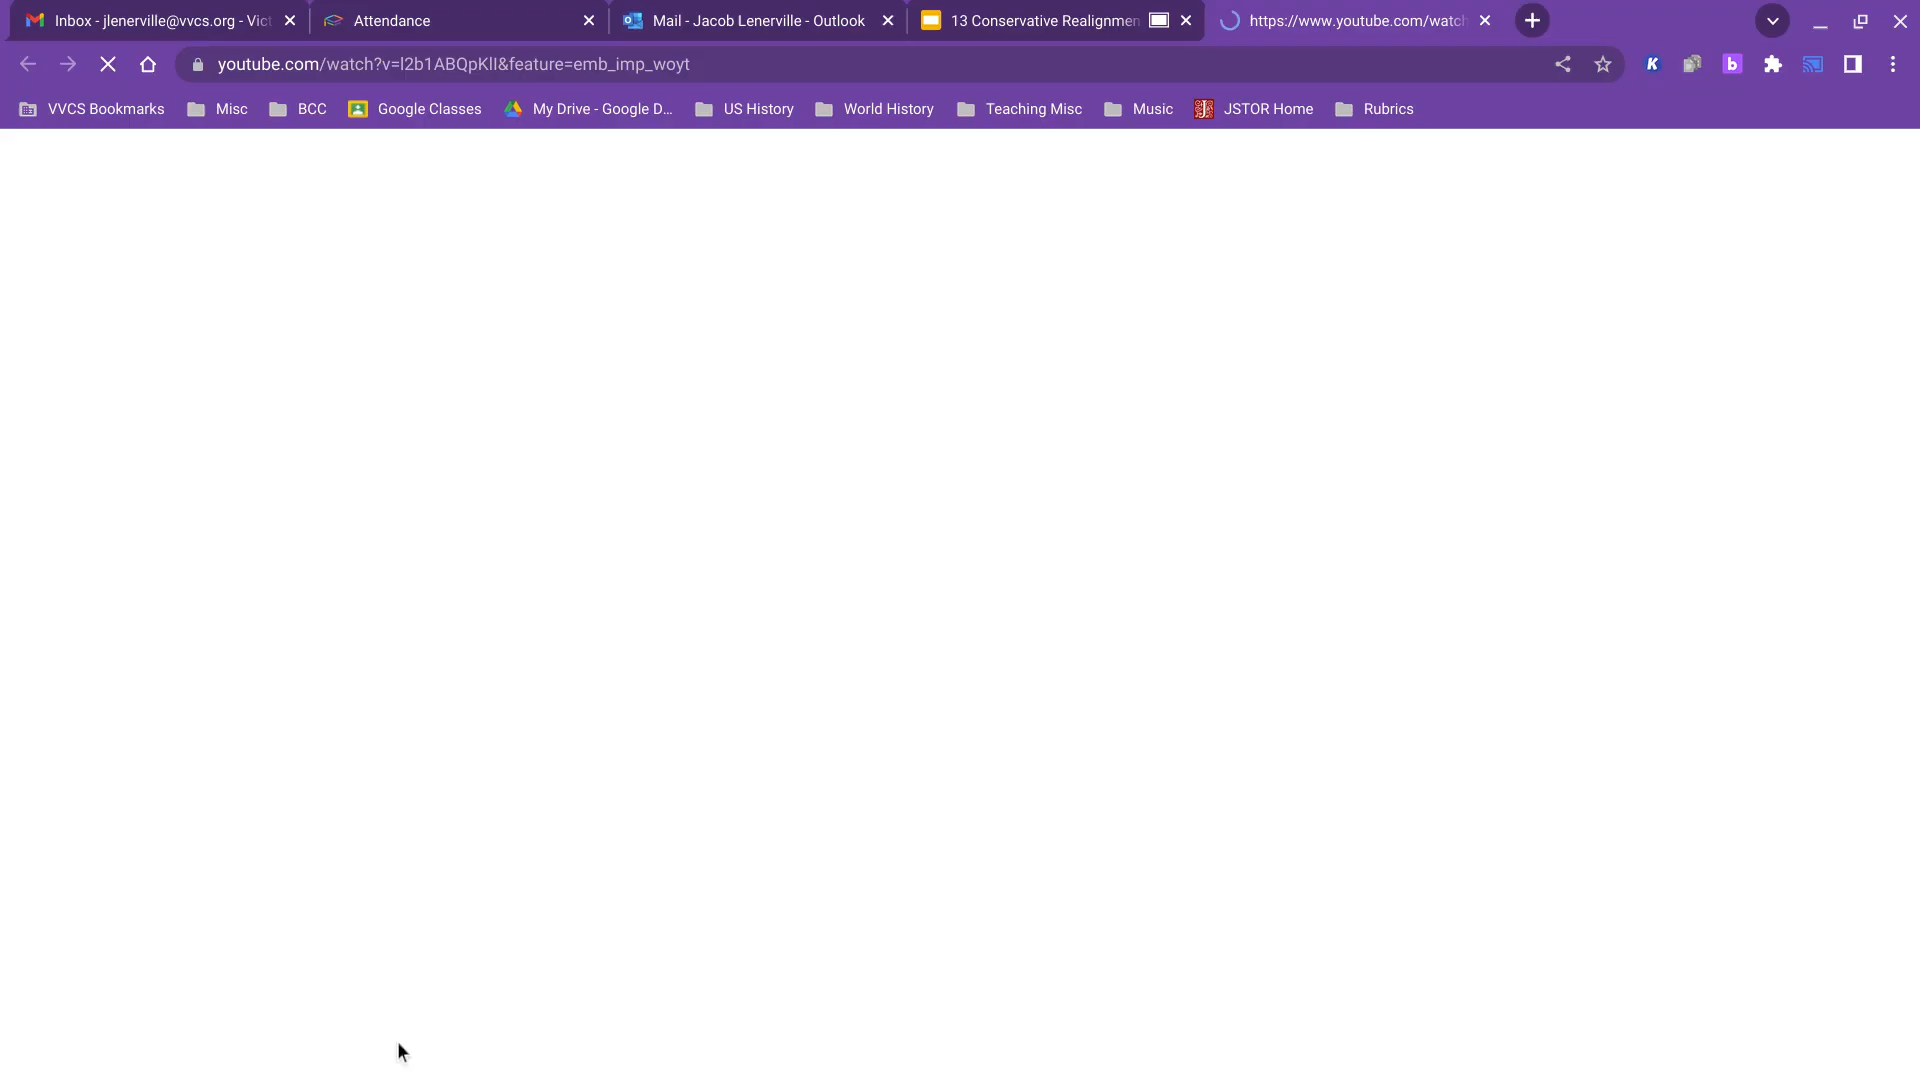 Inbox - jlenerville@vvcs.org - Vict
Attendance
Mail - Jacob Lenerville - Outlook
13 Conservative Realignmen
https://www.youtube.com/watch
youtube.com/watch?v=l2b1ABQpKlI&feature=emb_imp_woyt
VVCS Bookmarks
Misc
BCC
Google Classes
My Drive - Google D...
US History
World History
Teaching Misc
Music
JSTOR Home
Rubrics